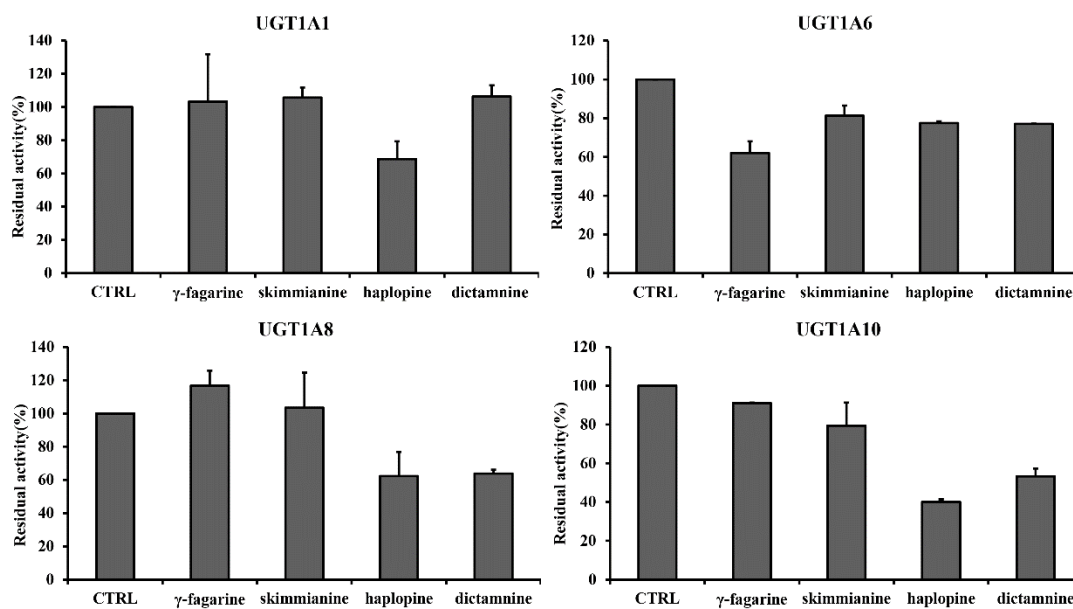 UGT1A1
Residual activity(%)
140
120
100
80
60
40
20
0
CTRL γ-fagarine skimmianine haplopine dictamnine
UGT1A6
Residual activity(%)
120
100
80
60
40
20
0
CTRL γ-fagarine skimmianine haplopine dictamnine
UGT1A8
Residual activity(%)
140
120
100
80
60
40
20
0
CTRL γ-fagarine skimmianine haplopine dictamnine
UGT1A10
Residual activity(%)
120
100
80
60
40
20
0
CTRL γ-fagarine skimmianine haplopine dictamnine